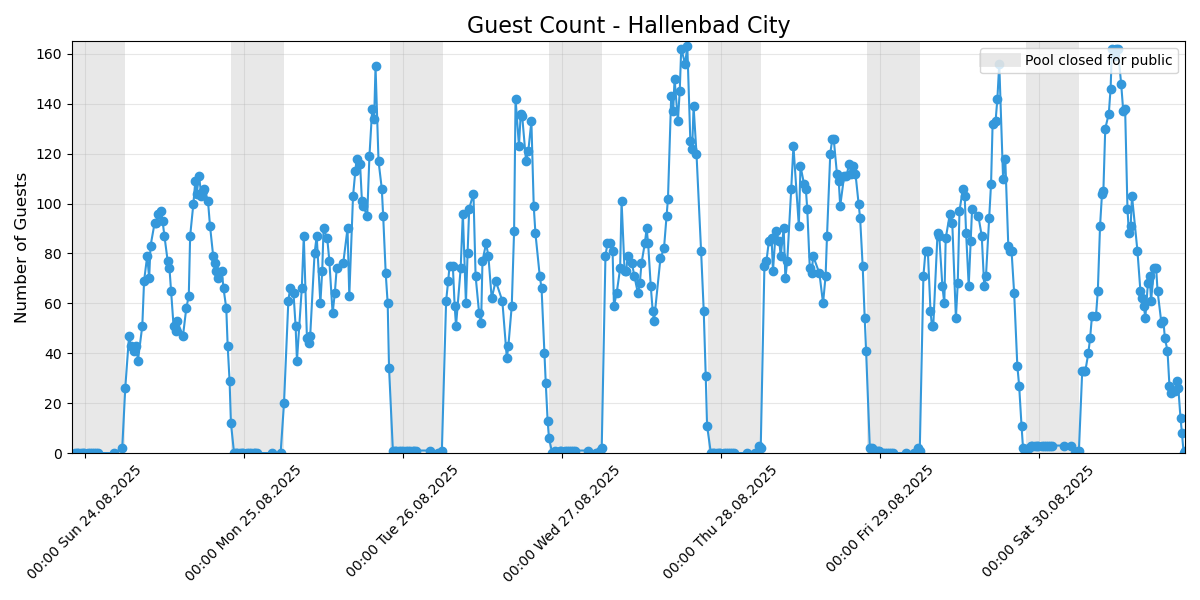 Guest Count - Hallenbad City
Number of Guests
160
140
120
100
80
60
40
20
0
Pool closed for public
00:00 Sun 24.08.2025
00:00 Mon 25.08.2025
00:00 Tue 26.08.2025
00:00 Wed 27.08.2025
00:00 Thu 28.08.2025
00:00 Fri 29.08.2025
00:00 Sat 30.08.2025